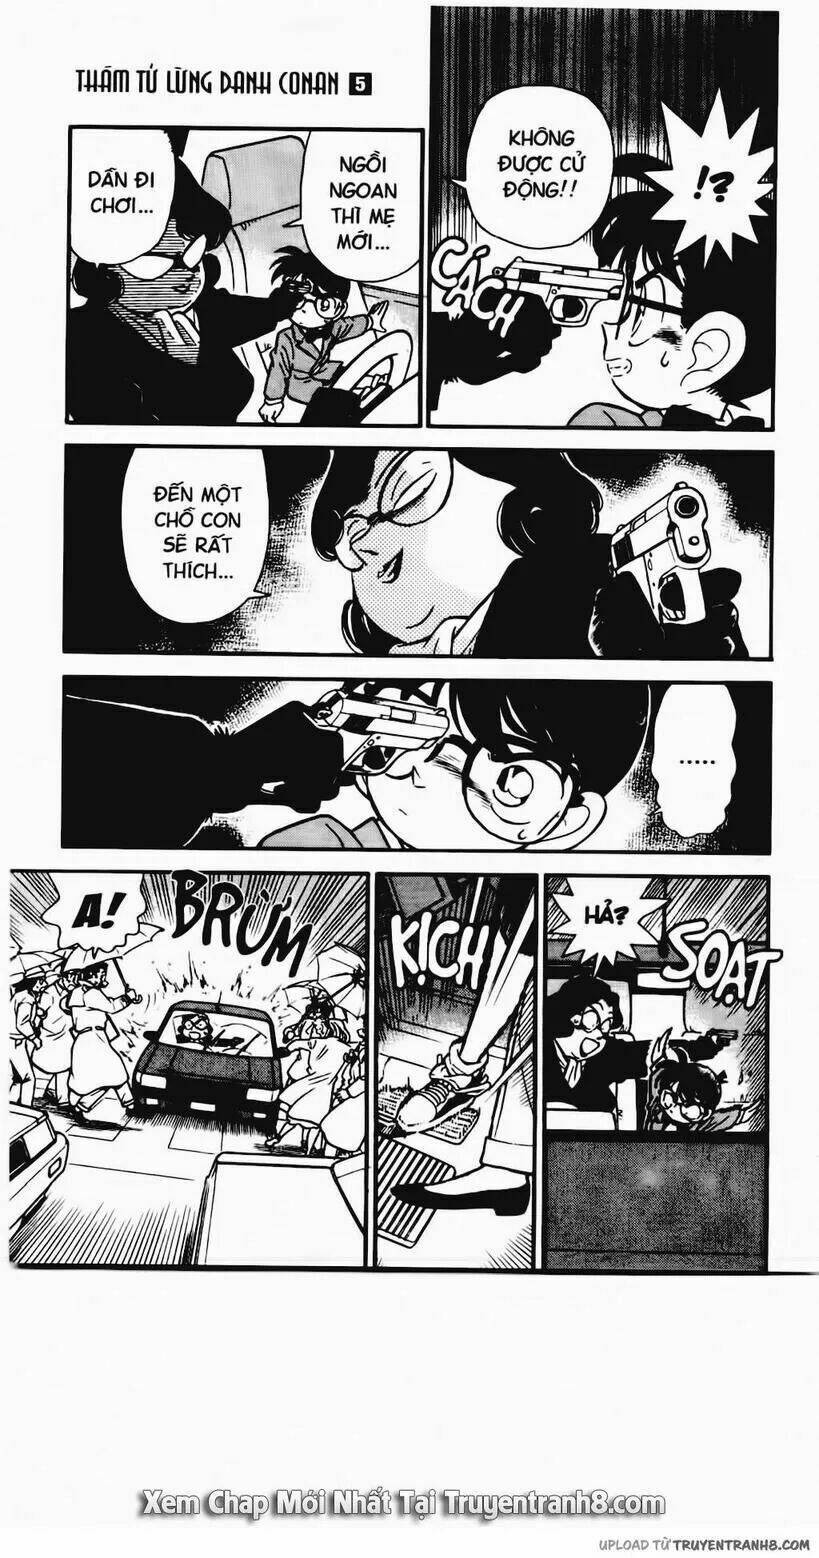 THÁM TỬ LỪNG DANH CONAN 5
!?
KHÔNG
ĐƯỢC CỬ
ĐỘNG!!
CÁCH
NGỒI
NGOAN
THÌ MẸ
MỚI...
DẪN ĐI
CHƠI...
ĐẾN MỘT
CHỖ CON
SẼ RẤT
THÍCH...
.....
HẢ?
SOẠT
KỊCH
BRỪM
A!
Xem Chap Mới Nhất Tại Truyentranh8.com
UPLOAD TỪ TRUYENTRANH8.COM